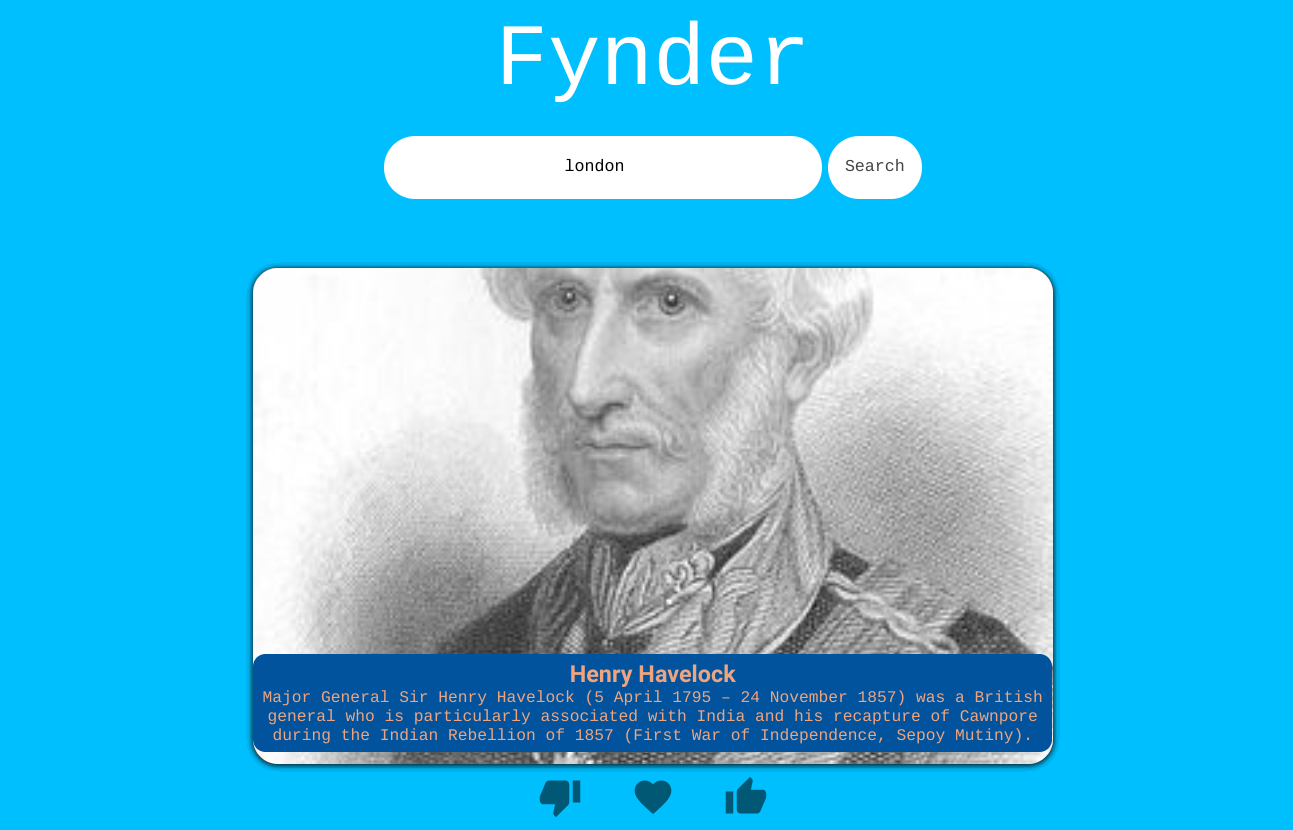 Fynder
london
Search
Henry Havelock
Major General Sir Henry Havelock (5 April 1795 – 24 November 1857) was a British
general who is particularly associated with India and his recapture of Cawnpore
during the Indian Rebellion of 1857 (First War of Independence, Sepoy Mutiny).